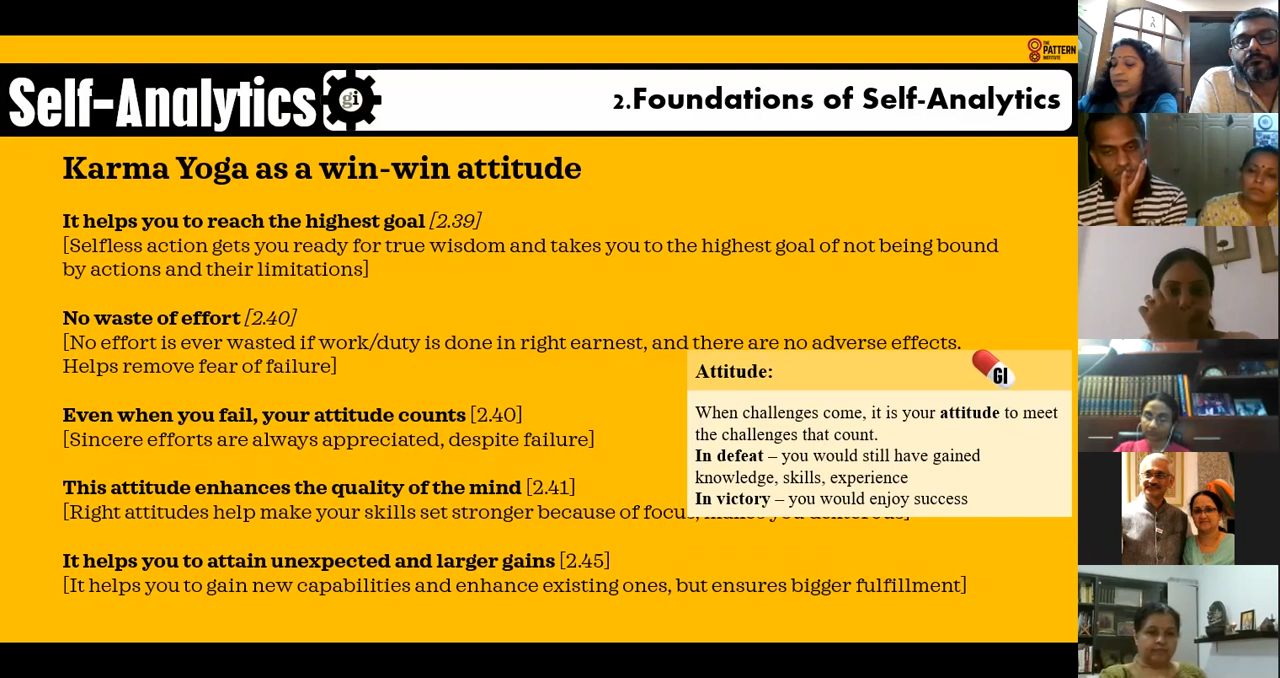 THE
PATTERN
INSTITUTE
Self-Analytics
gi
2.Foundations of Self-Analytics
Karma Yoga as a win-win attitude
It helps you to reach the highest goal [2.39]
[Selfless action gets you ready for true wisdom and takes you to the highest goal of not being bound
by actions and their limitations]
No waste of effort [2.40]
[No effort is ever wasted if work/duty is done in right earnest, and there are no adverse effects.
Helps remove fear of failure]
Even when you fail, your attitude counts [2.40]
[Sincere efforts are always appreciated, despite failure]
This attitude enhances the quality of the mind [2.41]
[Right attitudes help make your skills set stronger because of focus,
It helps you to attain unexpected and larger gains [2.45]
[It helps you to gain new capabilities and enhance existing ones, but ensures bigger fulfillment]
Attitude:
GI
When challenges come, it is your attitude to meet
the challenges that count.
In defeat – you would still have gained
knowledge, skills, experience
In victory – you would enjoy success